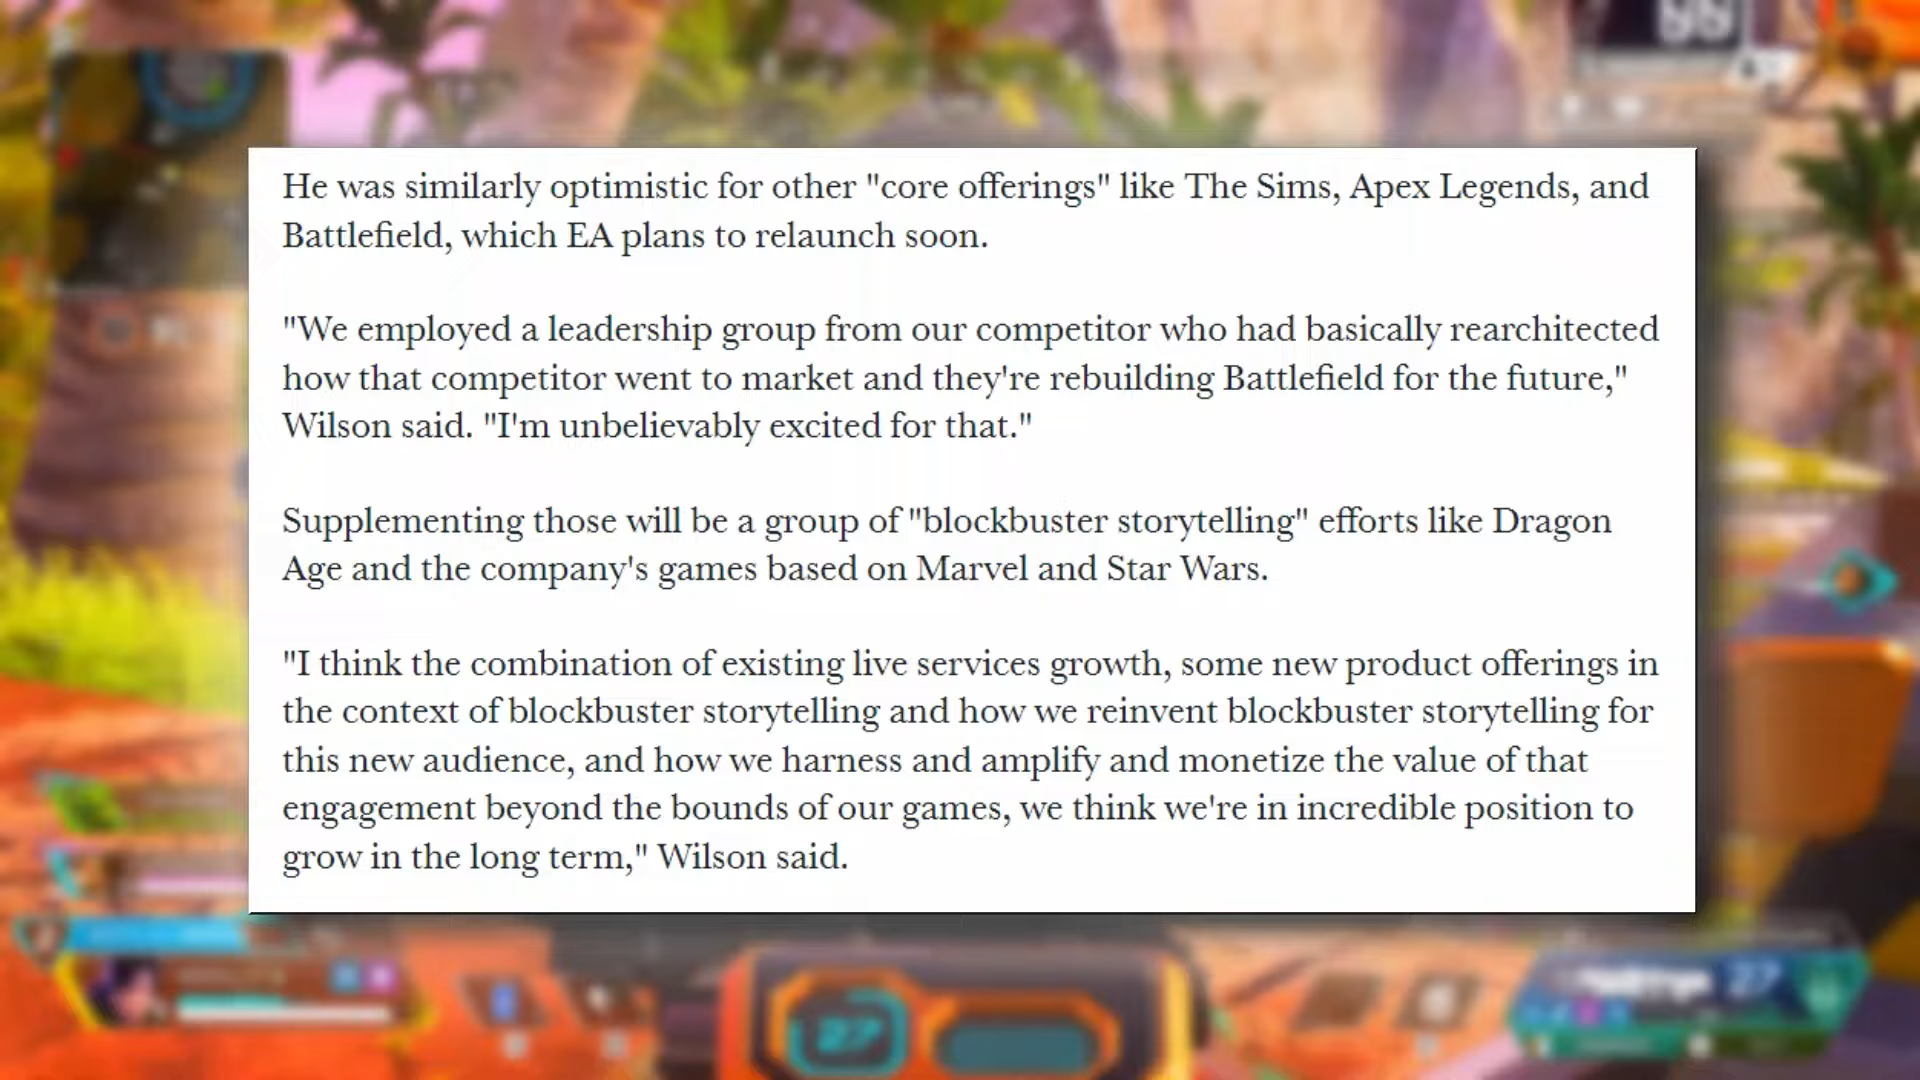 He was similarly optimistic for other "core offerings" like The Sims, Apex Legends, and
Battlefield, which EA plans to relaunch soon.
"We employed a leadership group from our competitor who had basically rearchitected
how that competitor went to market and they're rebuilding Battlefield for the future,"
Wilson said. "I'm unbelievably excited for that."
Supplementing those will be a group of "blockbuster storytelling" efforts like Dragon
Age and the company's games based on Marvel and Star Wars.
"I think the combination of existing live services growth, some new product offerings in
the context of blockbuster storytelling and how we reinvent blockbuster storytelling for
this new audience, and how we harness and amplify and monetize the value of that
engagement beyond the bounds of our games, we think we're in incredible position to
grow in the long term," Wilson said.
27
27